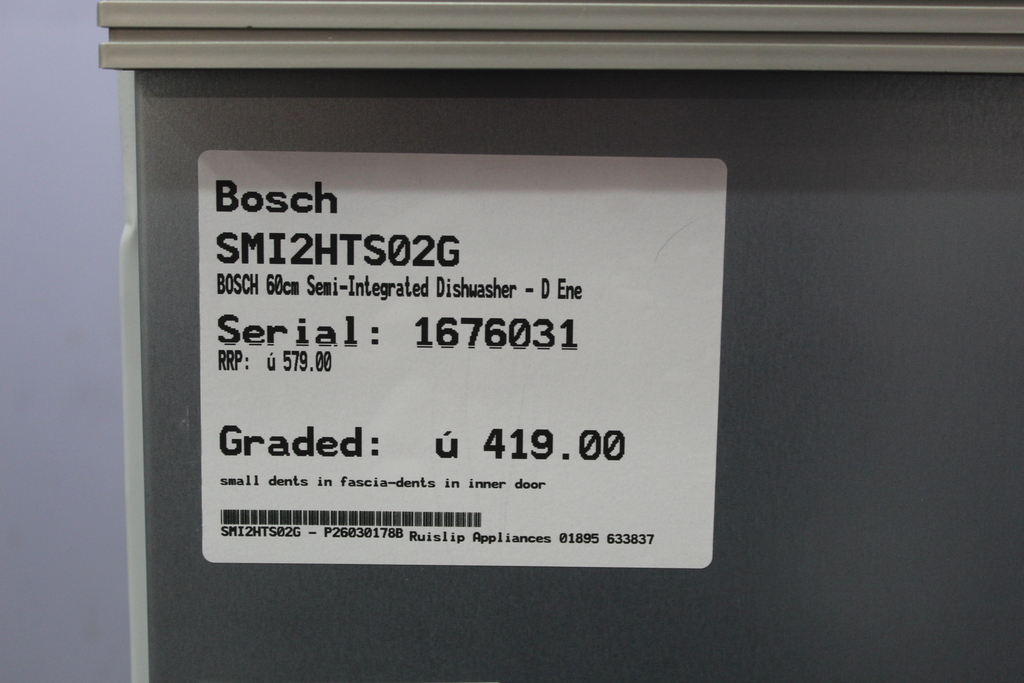 Bosch
SMI2HTS02G
BOSCH 60cm Semi-Integrated Dishwasher - D Ene
Serial: 1676031
RRP: ú 579.00
Graded: ú 419.00
small dents in fascia-dents in inner door
SMI2HTS02G - P26030178B Ruislip Appliances 01895 633837